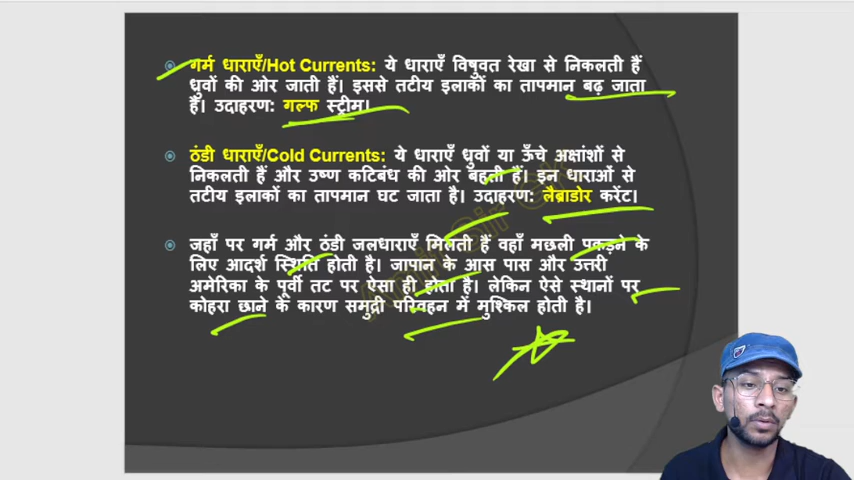 गर्म धाराएँ/Hot Currents: ये धाराएँ विषुवत रेखा से निकलती हैं
ध्रुवों की ओर जाती हैं। इससे तटीय इलाकों का तापमान बढ़ जाता
है। उदाहरण: गल्फ स्ट्रीम।
ठंडी धाराएँ/Cold Currents: ये धाराएँ ध्रुवों या ऊँचे अक्षांशों से
निकलती हैं और उष्ण कटिबंध की ओर बहती हैं। इन धाराओं से
तटीय इलाकों का तापमान घट जाता है। उदाहरण: लैब्राडोर करेंट।
जहाँ पर गर्म और ठंडी जलधाराएँ मिलती हैं वहाँ मछली पकड़ने के
लिए आदर्श स्थिति होती है। जापान के आस पास और उत्तरी
अमेरिका के पूर्वी तट पर ऐसा ही होता है। लेकिन ऐसे स्थानों पर
कोहरा छाने के कारण समुद्री परिवहन में मुश्किल होती है।